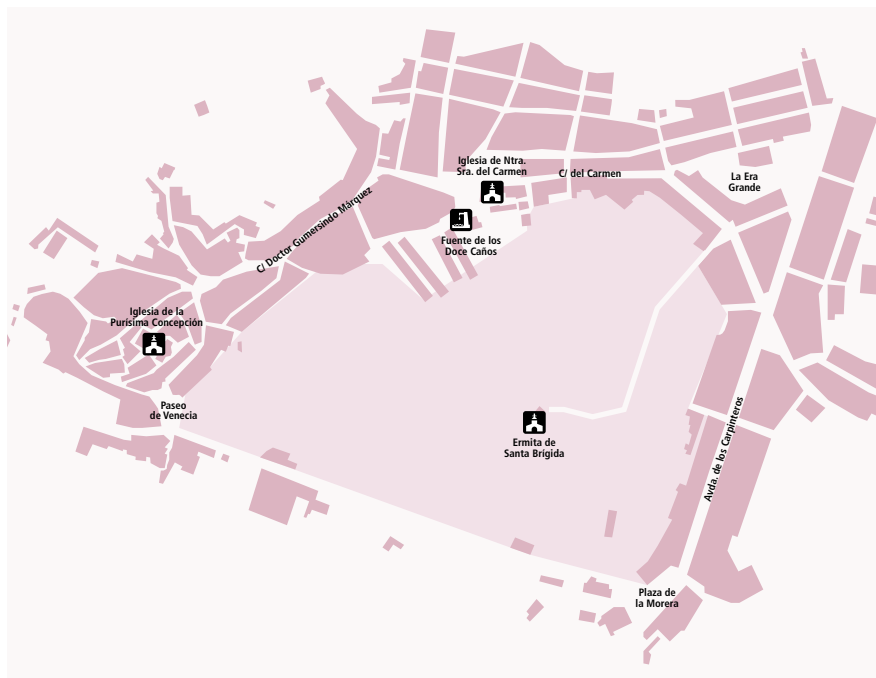 Iglesia de Ntra.
Sra. del Carmen
C/ del Carmen
La Era
Grande
C/ Doctor Gumersindo Márquez
Fuente de los
Doce Caños
Iglesia de la
Purísima Concepción
Paseo
de Venecia
Ermita de
Santa Brígida
Avda. de los Carpinteros
Plaza de
la Morera